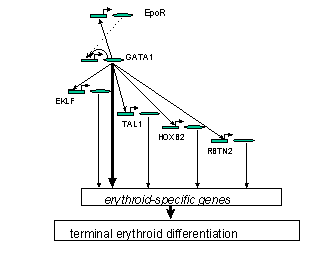 EpoR
GATA1
EKLF
TAL1
HOXB2
RBTN2
erythroid-specific genes
terminal erythroid differentiation